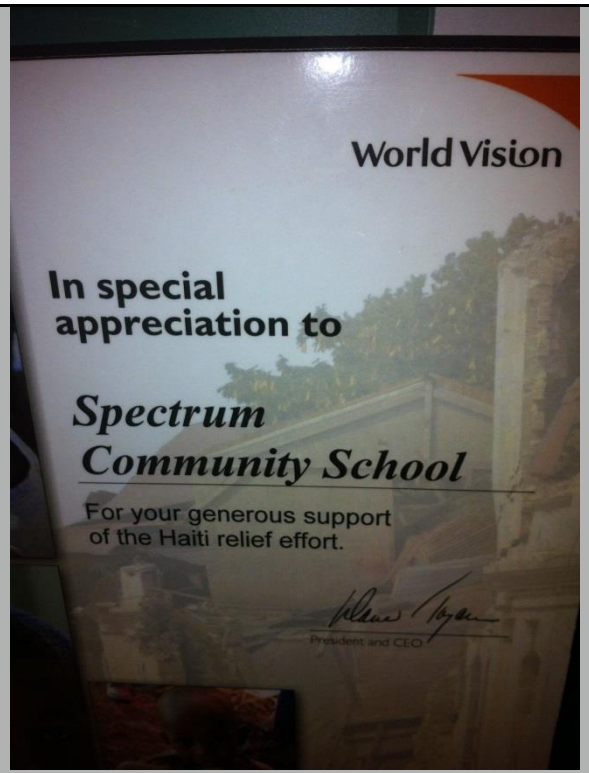 World Vision
In special
appreciation to
Spectrum
Community School
For your generous support
of the Haiti relief effort.
President and CEO